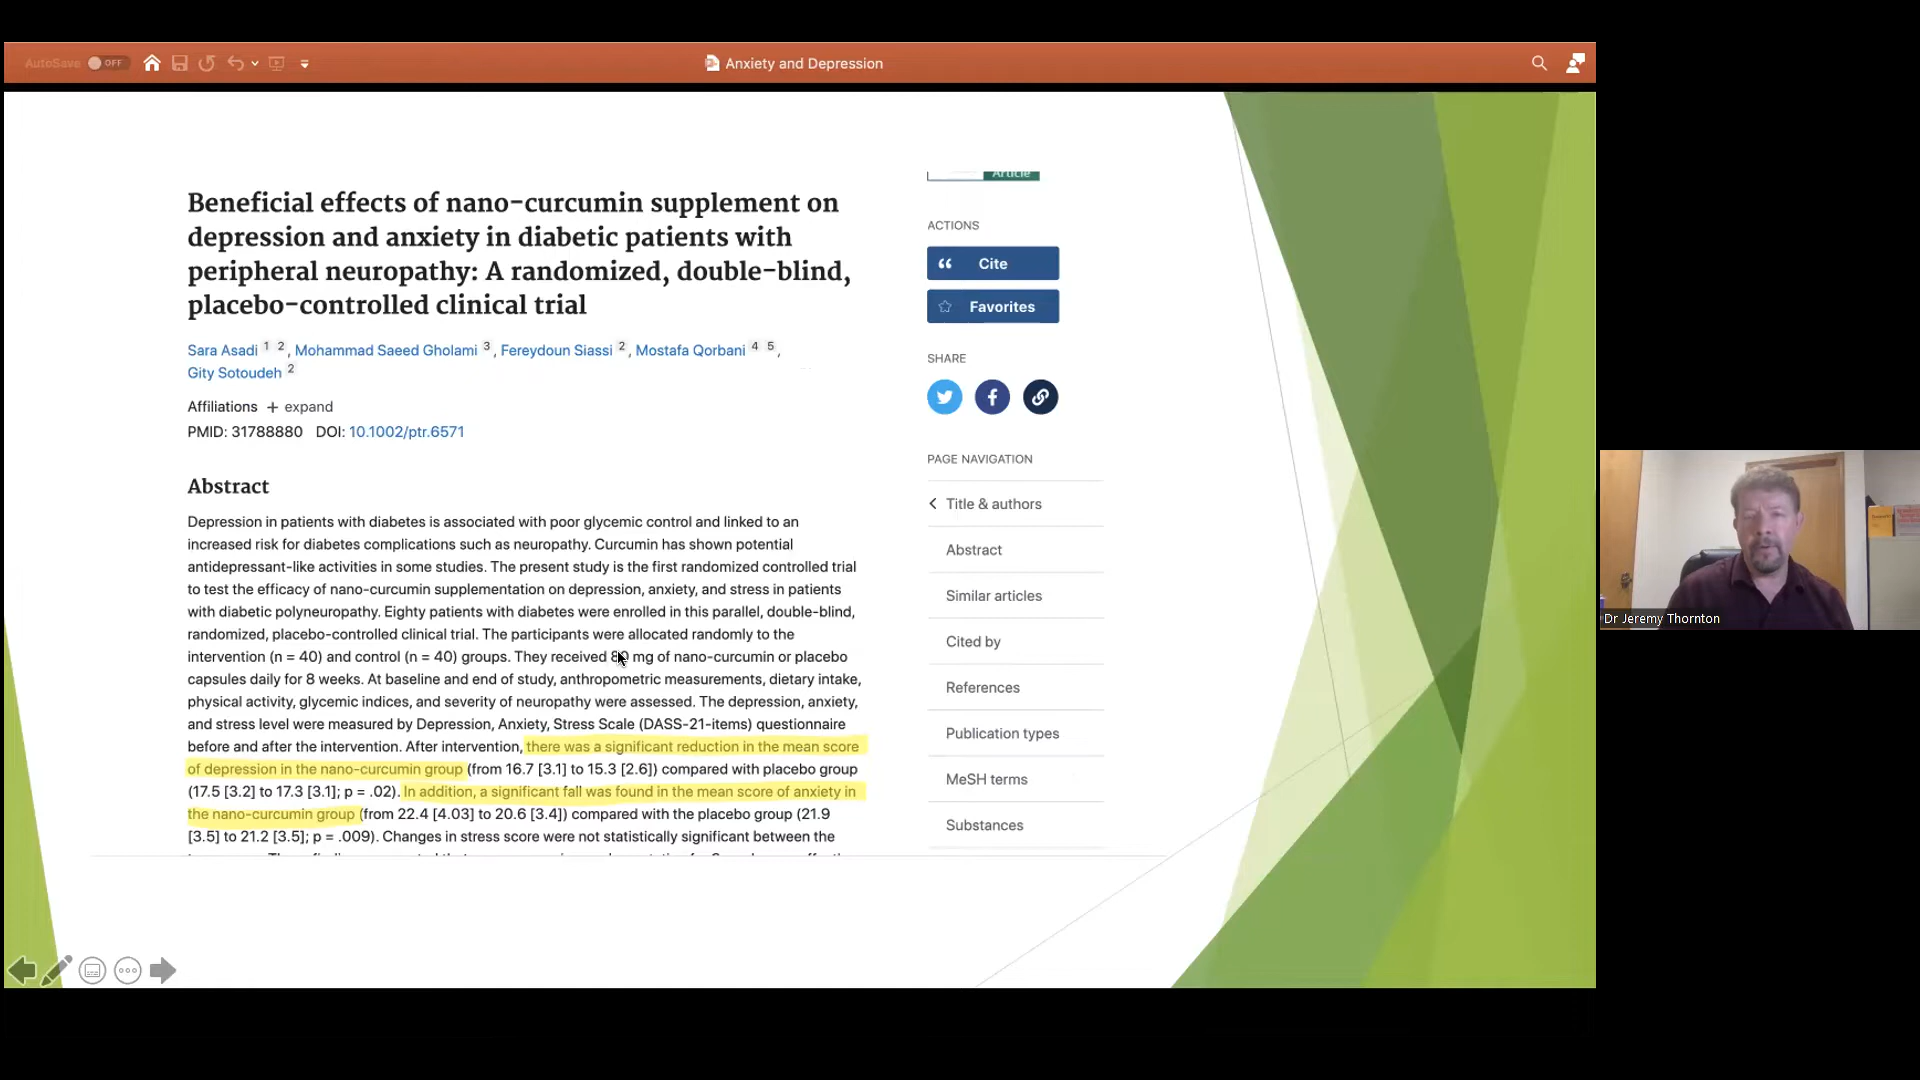 AutoSave OFF
Anxiety and Depression
Beneficial effects of nano-curcumin supplement on
depression and anxiety in diabetic patients with
peripheral neuropathy: A randomized, double-blind,
placebo-controlled clinical trial
Sara Asadi 1 2, Mohammad Saeed Gholami 3, Fereydoun Siassi 2, Mostafa Qorbani 4 5,
Gity Sotoudeh 2
Affiliations + expand
PMID: 31788880 DOI: 10.1002/ptr.6571
Abstract
Depression in patients with diabetes is associated with poor glycemic control and linked to an
increased risk for diabetes complications such as neuropathy. Curcumin has shown potential
antidepressant-like activities in some studies. The present study is the first randomized controlled trial
to test the efficacy of nano-curcumin supplementation on depression, anxiety, and stress in patients
with diabetic polyneuropathy. Eighty patients with diabetes were enrolled in this parallel, double-blind,
randomized, placebo-controlled clinical trial. The participants were allocated randomly to the
intervention (n = 40) and control (n = 40) groups. They received 80 mg of nano-curcumin or placebo
capsules daily for 8 weeks. At baseline and end of study, anthropometric measurements, dietary intake,
physical activity, glycemic indices, and severity of neuropathy were assessed. The depression, anxiety,
and stress level were measured by Depression, Anxiety, Stress Scale (DASS-21-items) questionnaire
before and after the intervention. After intervention, there was a significant reduction in the mean score
of depression in the nano-curcumin group (from 16.7 [3.1] to 15.3 [2.6]) compared with placebo group
(17.5 [3.2] to 17.3 [3.1]; p = .02). In addition, a significant fall was found in the mean score of anxiety in
the nano-curcumin group (from 22.4 [4.03] to 20.6 [3.4]) compared with the placebo group (21.9
[3.5] to 21.2 [3.5]; p = .009). Changes in stress score were not statistically significant between the
Article
ACTIONS
Cite
Favorites
SHARE
PAGE NAVIGATION
Title & authors
Abstract
Similar articles
Cited by
References
Publication types
MeSH terms
Substances
Dr Jeremy Thornton